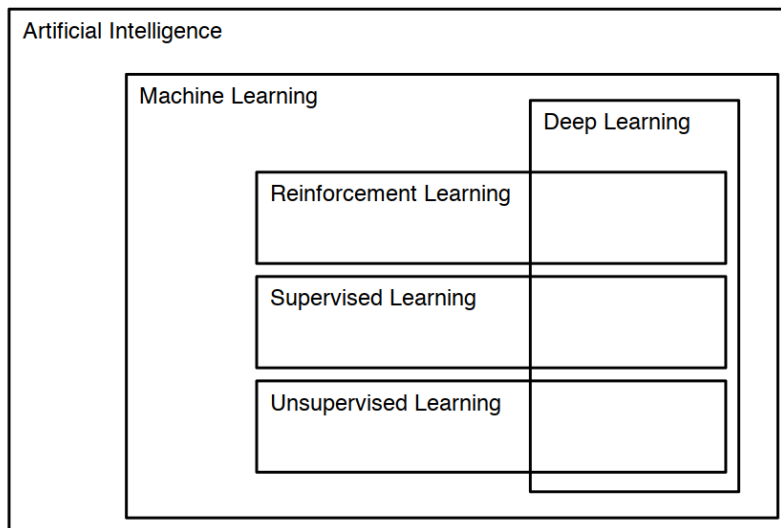 Artificial Intelligence
Machine Learning
Deep Learning
Reinforcement Learning
Supervised Learning
Unsupervised Learning